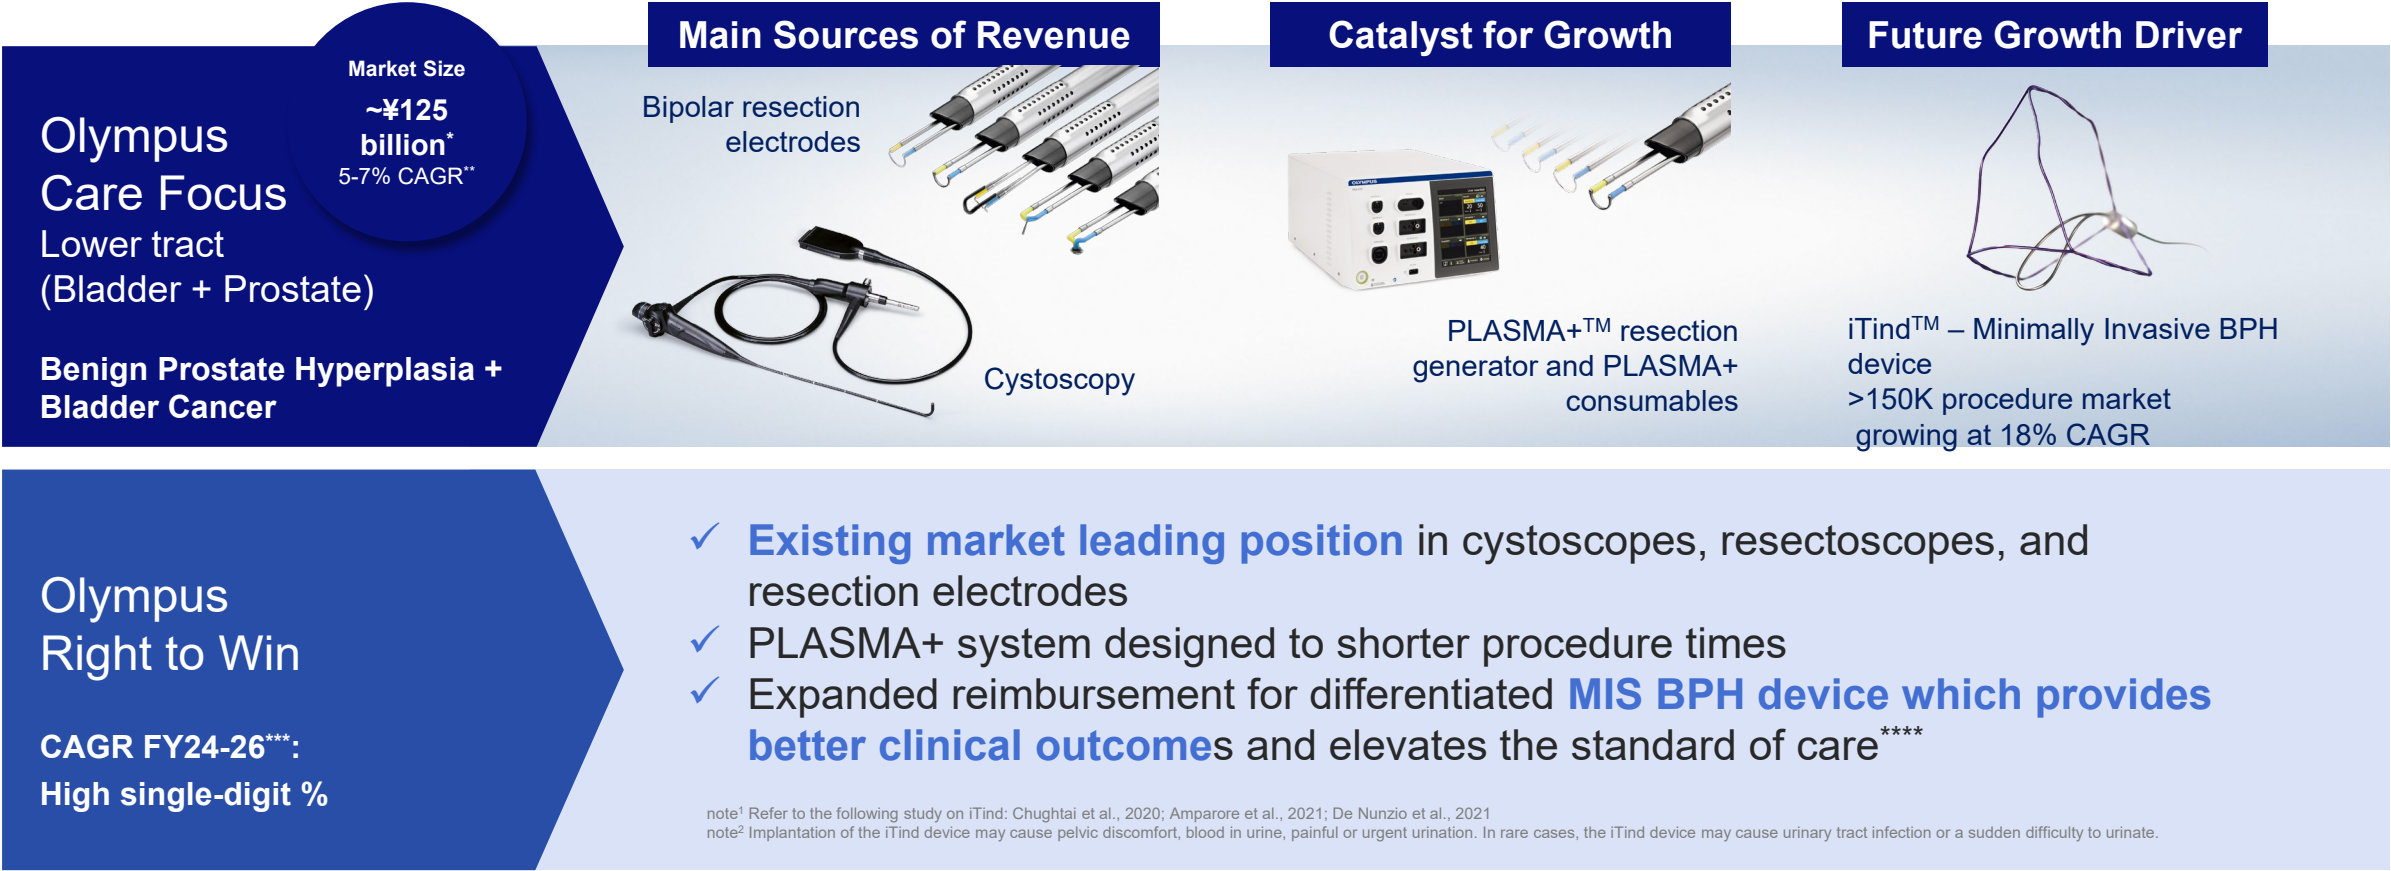 Main Sources of Revenue
Catalyst for Growth
Future Growth Driver
Market Size
~¥125
billion*
5-7% CAGR**
Olympus
Care Focus
Lower tract
(Bladder + Prostate)
Benign Prostate Hyperplasia +
Bladder Cancer
Bipolar resection
electrodes
Cystoscopy
OLYMPUS
PLASMA+TM resection
generator and PLASMA+
consumables
iTindTM – Minimally Invasive BPH
device
>150K procedure market
growing at 18% CAGR
Olympus
Right to Win
CAGR FY24-26***:
High single-digit %
✓ Existing market leading position in cystoscopes, resectoscopes, and
resection electrodes
✓ PLASMA+ system designed to shorter procedure times
✓ Expanded reimbursement for differentiated MIS BPH device which provides
better clinical outcomes and elevates the standard of care****
note1 Refer to the following study on iTind: Chughtai et al., 2020; Amparore et al., 2021; De Nunzio et al., 2021
note2 Implantation of the iTind device may cause pelvic discomfort, blood in urine, painful or urgent urination. In rare cases, the iTind device may cause urinary tract infection or a sudden difficulty to urinate.